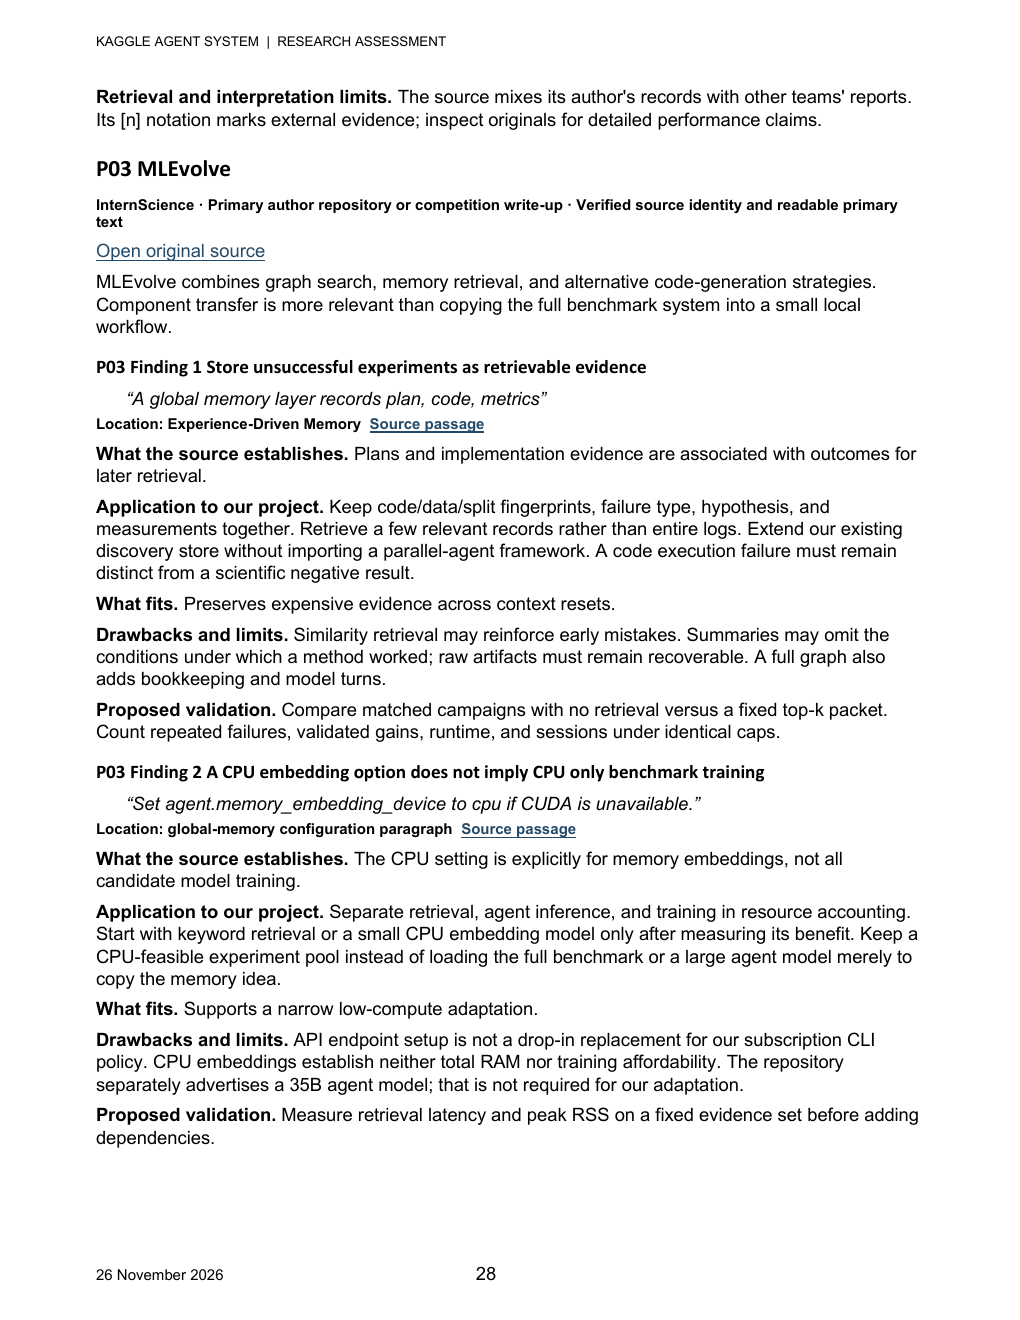 KAGGLE AGENT SYSTEM | RESEARCH ASSESSMENT
Retrieval and interpretation limits. The source mixes its author's records with other teams' reports.
Its [n] notation marks external evidence; inspect originals for detailed performance claims.
P03 MLEvolve
InternScience · Primary author repository or competition write-up · Verified source identity and readable primary
text
Open original source
MLEvolve combines graph search, memory retrieval, and alternative code-generation strategies.
Component transfer is more relevant than copying the full benchmark system into a small local
workflow.
P03 Finding 1 Store unsuccessful experiments as retrievable evidence
“A global memory layer records plan, code, metrics”
Location: Experience-Driven Memory Source passage
What the source establishes. Plans and implementation evidence are associated with outcomes for
later retrieval.
Application to our project. Keep code/data/split fingerprints, failure type, hypothesis, and
measurements together. Retrieve a few relevant records rather than entire logs. Extend our existing
discovery store without importing a parallel-agent framework. A code execution failure must remain
distinct from a scientific negative result.
What fits. Preserves expensive evidence across context resets.
Drawbacks and limits. Similarity retrieval may reinforce early mistakes. Summaries may omit the
conditions under which a method worked; raw artifacts must remain recoverable. A full graph also
adds bookkeeping and model turns.
Proposed validation. Compare matched campaigns with no retrieval versus a fixed top-k packet.
Count repeated failures, validated gains, runtime, and sessions under identical caps.
P03 Finding 2 A CPU embedding option does not imply CPU only benchmark training
“Set agent.memory_embedding_device to cpu if CUDA is unavailable.”
Location: global-memory configuration paragraph Source passage
What the source establishes. The CPU setting is explicitly for memory embeddings, not all
candidate model training.
Application to our project. Separate retrieval, agent inference, and training in resource accounting.
Start with keyword retrieval or a small CPU embedding model only after measuring its benefit. Keep a
CPU-feasible experiment pool instead of loading the full benchmark or a large agent model merely to
copy the memory idea.
What fits. Supports a narrow low-compute adaptation.
Drawbacks and limits. API endpoint setup is not a drop-in replacement for our subscription CLI
policy. CPU embeddings establish neither total RAM nor training affordability. The repository
separately advertises a 35B agent model; that is not required for our adaptation.
Proposed validation. Measure retrieval latency and peak RSS on a fixed evidence set before adding
dependencies.
26 November 2026
28